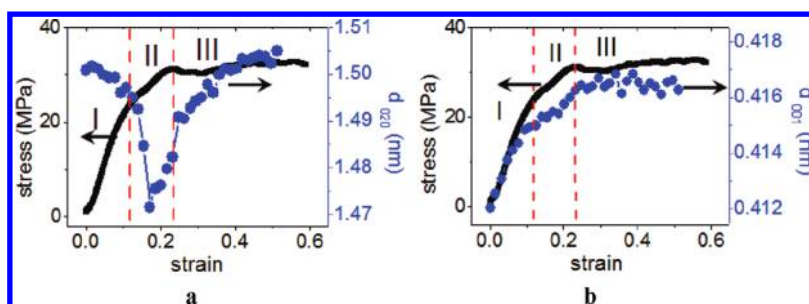 40
20
0
stress (MPa)
I
II
III
1.51
1.50
1.49
1.48
1.47
d 020 (nm)
0.0 0.2 0.4 0.6
strain
a
40
20
0
stress (MPa)
I
II
III
0.418
0.416
0.414
0.412
d 001 (nm)
0.0 0.2 0.4 0.6
strain
b